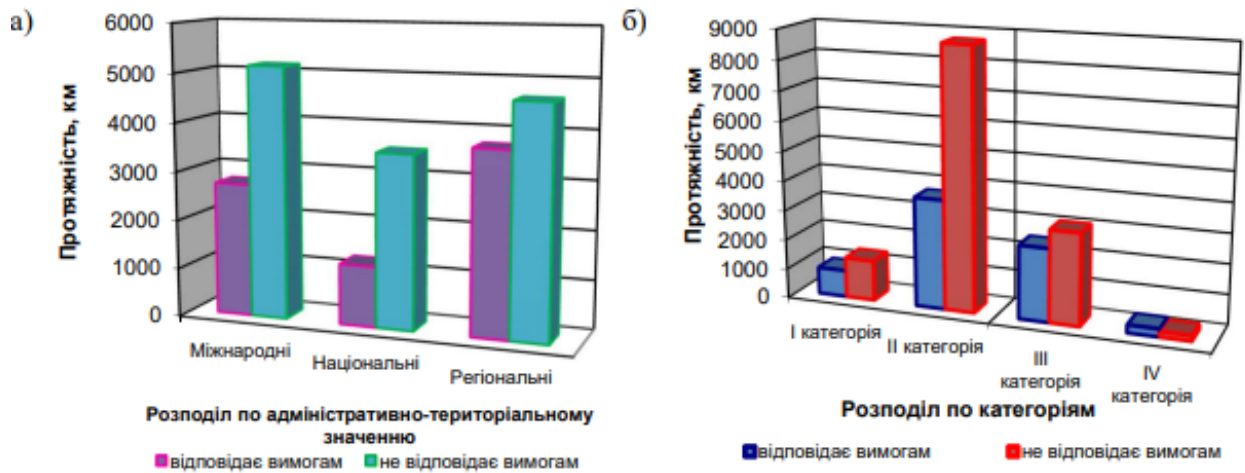 а)
6000
5000
4000
3000
2000
1000
0
Протяжність, км
Міжнародні
Національні
Регіональні
Розподіл по адміністративно-територіальному
значенню
відповідає вимогам
не відповідає вимогам
б)
9000
8000
7000
6000
5000
4000
3000
2000
1000
0
Протяжність, км
І категорія
ІІ категорія
ІІІ
категорія
IV
категорія
Розподіл по категоріям
відповідає вимогам
не відповідає вимогам